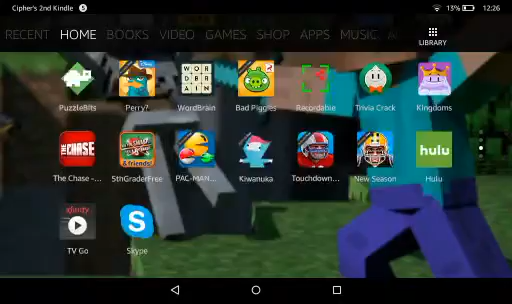 Cipher's 2nd Kindle 5 13% 12:26
RECENT HOME BOOKS VIDEO GAMES SHOP APPS MUSIC LIBRARY
PuzzleBits Perry? WordBrain Bad Piggies Recordable Trivia Crack Kingdoms
WORD BRAIN
The Chase -... 5thGraderFree PAC-MAN... Kiwanuka Touchdown... New Season Hulu
THE CHASE & friends! hulu
xfinity
TV Go Skype